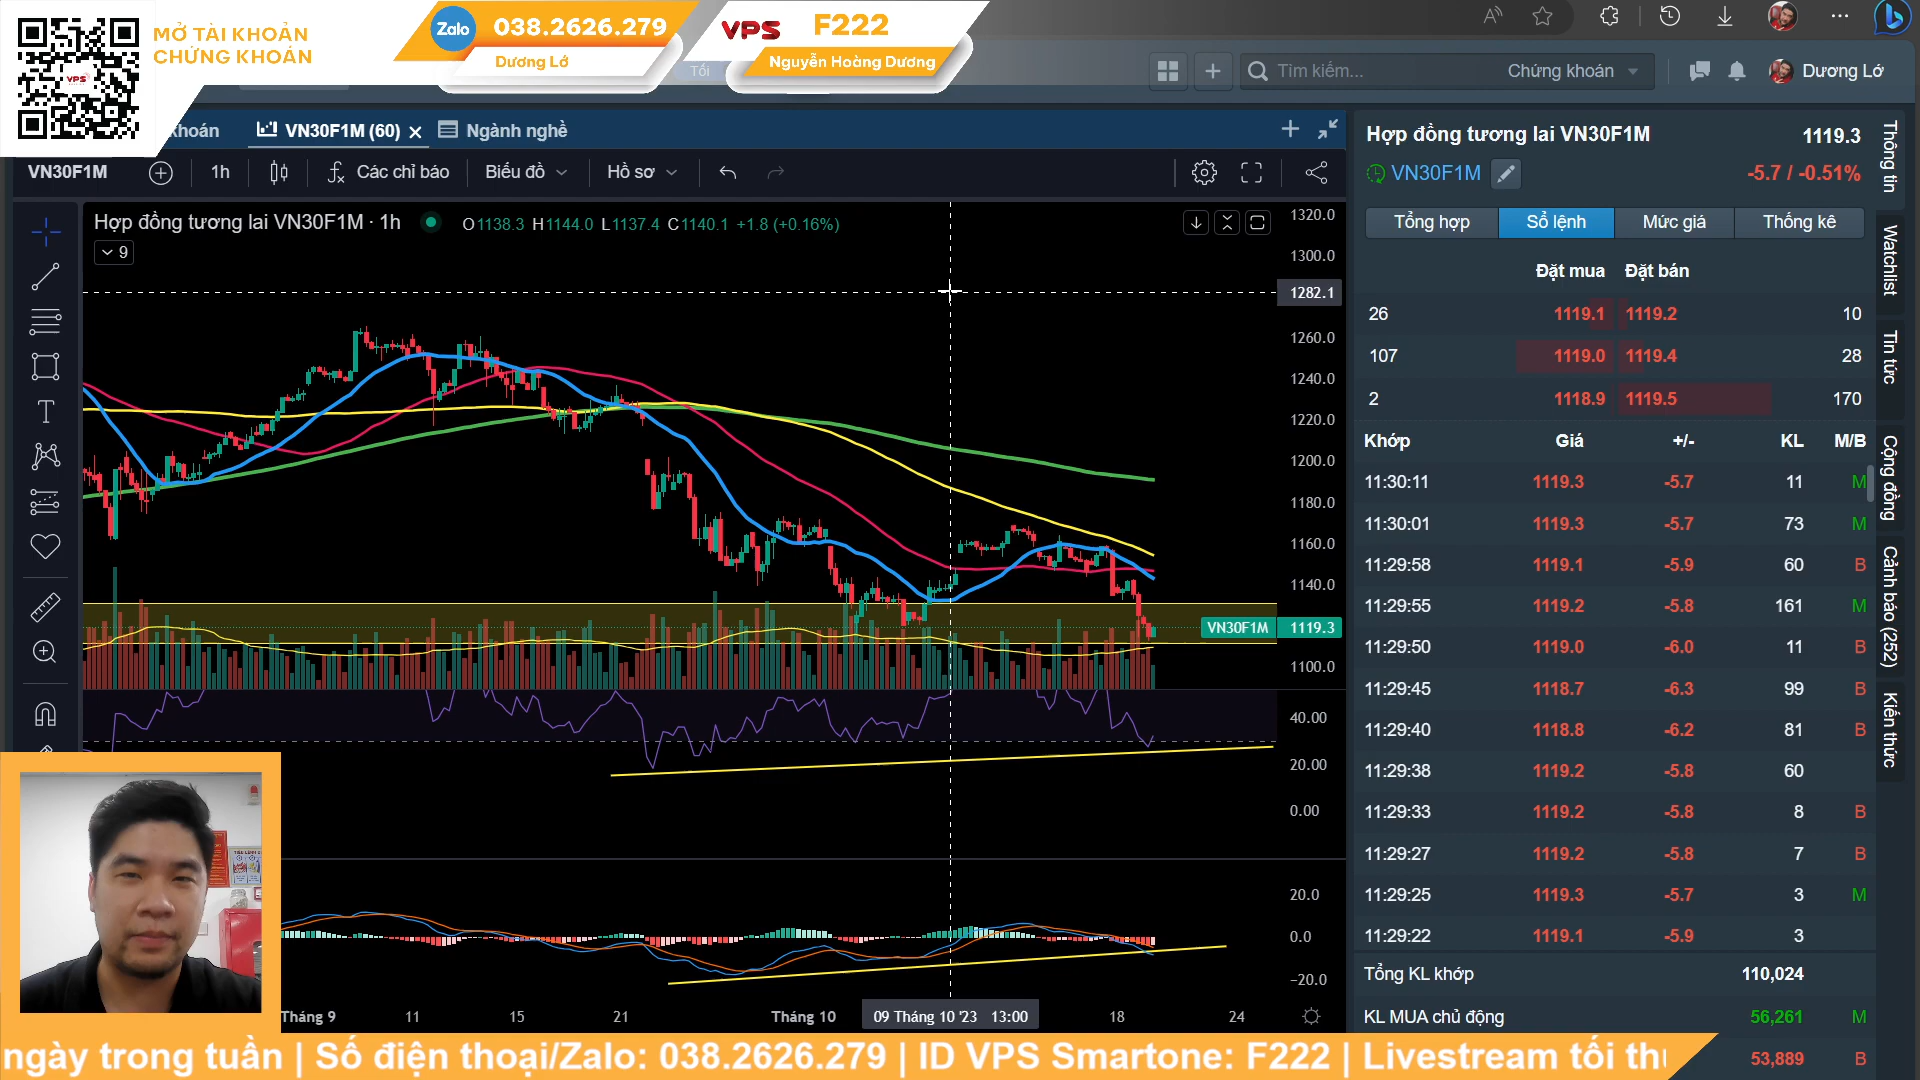 MỞ TÀI KHOẢN
CHỨNG KHOÁN
VPS
Zalo
038.2626.279
Dương Lớ
VPS
F222
Nguyễn Hoàng Dương
Tối
Tìm kiếm...
Chứng khoán
Dương Lớ
khoán
VN30F1M (60)
Ngành nghề
VN30F1M
1h
Các chỉ báo
Biểu đồ
Hồ sơ
Hợp đồng tương lai VN30F1M · 1h
O1138.3 H1144.0 L1137.4 C1140.1 +1.8 (+0.16%)
9
1320.0
1300.0
1282.1
1260.0
1240.0
1220.0
1200.0
1180.0
1160.0
1140.0
VN30F1M
1119.3
1100.0
40.00
20.00
0.00
20.0
0.0
−20.0
Tháng 9
11
15
21
Tháng 10
09 Tháng 10 '23 13:00
18
24
Hợp đồng tương lai VN30F1M
1119.3
VN30F1M
-5.7 / -0.51%
Tổng hợp
Sổ lệnh
Mức giá
Thống kê
Đặt mua Đặt bán
26 1119.1 1119.2 10
107 1119.0 1119.4 28
2 1118.9 1119.5 170
Khớp Giá +/- KL M/B
11:30:11 1119.3 -5.7 11 M
11:30:01 1119.3 -5.7 73 M
11:29:58 1119.1 -5.9 60 B
11:29:55 1119.2 -5.8 161 M
11:29:50 1119.0 -6.0 11 B
11:29:45 1118.7 -6.3 99 B
11:29:40 1118.8 -6.2 81 B
11:29:38 1119.2 -5.8 60
11:29:33 1119.2 -5.8 8 B
11:29:27 1119.2 -5.8 7 B
11:29:25 1119.3 -5.7 3 M
11:29:22 1119.1 -5.9 3
Tổng KL khớp 110,024
KL MUA chủ động 56,261 M
53,889 B
Thông tin
Watchlist
Tin tức
Cộng đồng
Cảnh báo (252)
Kiến thức
ngày trong tuần | Số điện thoại/Zalo: 038.2626.279 | ID VPS Smartone: F222 | Livestream tối thứ